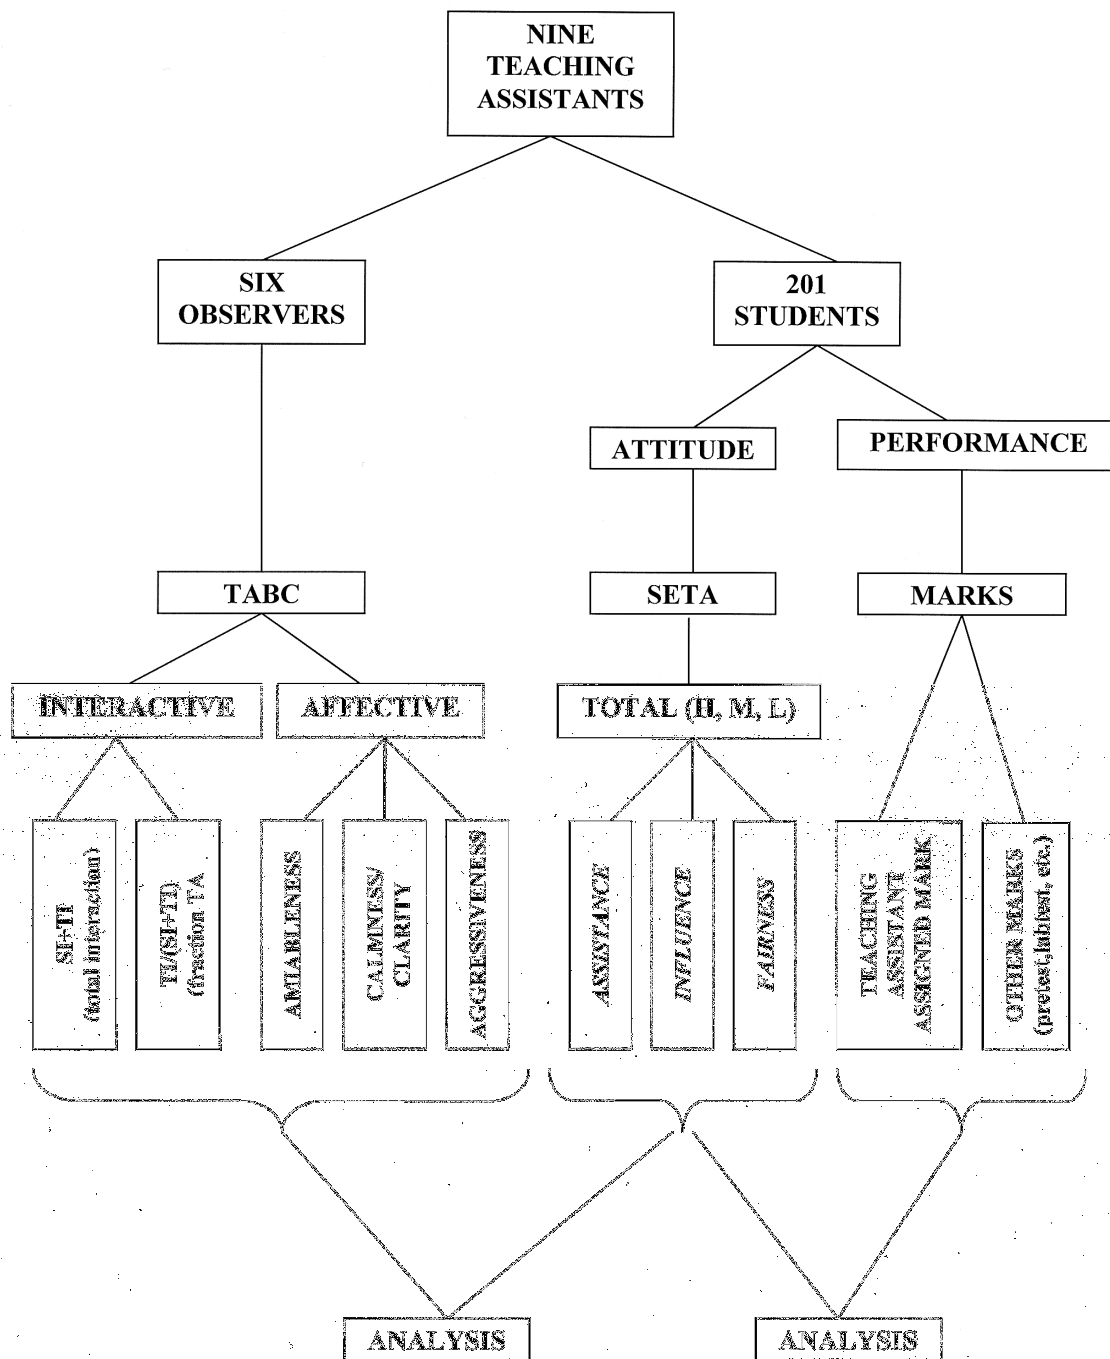 NINE
TEACHING
ASSISTANTS
SIX
OBSERVERS
201
STUDENTS
ATTITUDE
PERFORMANCE
TABC
SETA
MARKS
INTERACTIVE
AFFECTIVE
TOTAL (H, M, L)
SI+TI
(total interaction)
TI/(SI+TI)
(fraction TA
AMIABLENESS
CALMNESS/
CLARITY
AGGRESSIVENESS
ASSISTANCE
INFLUENCE
FAIRNESS
TEACHING
ASSISTANT
ASSIGNED MARK
OTHER MARKS
(pretest,labtest, etc.)
ANALYSIS
ANALYSIS